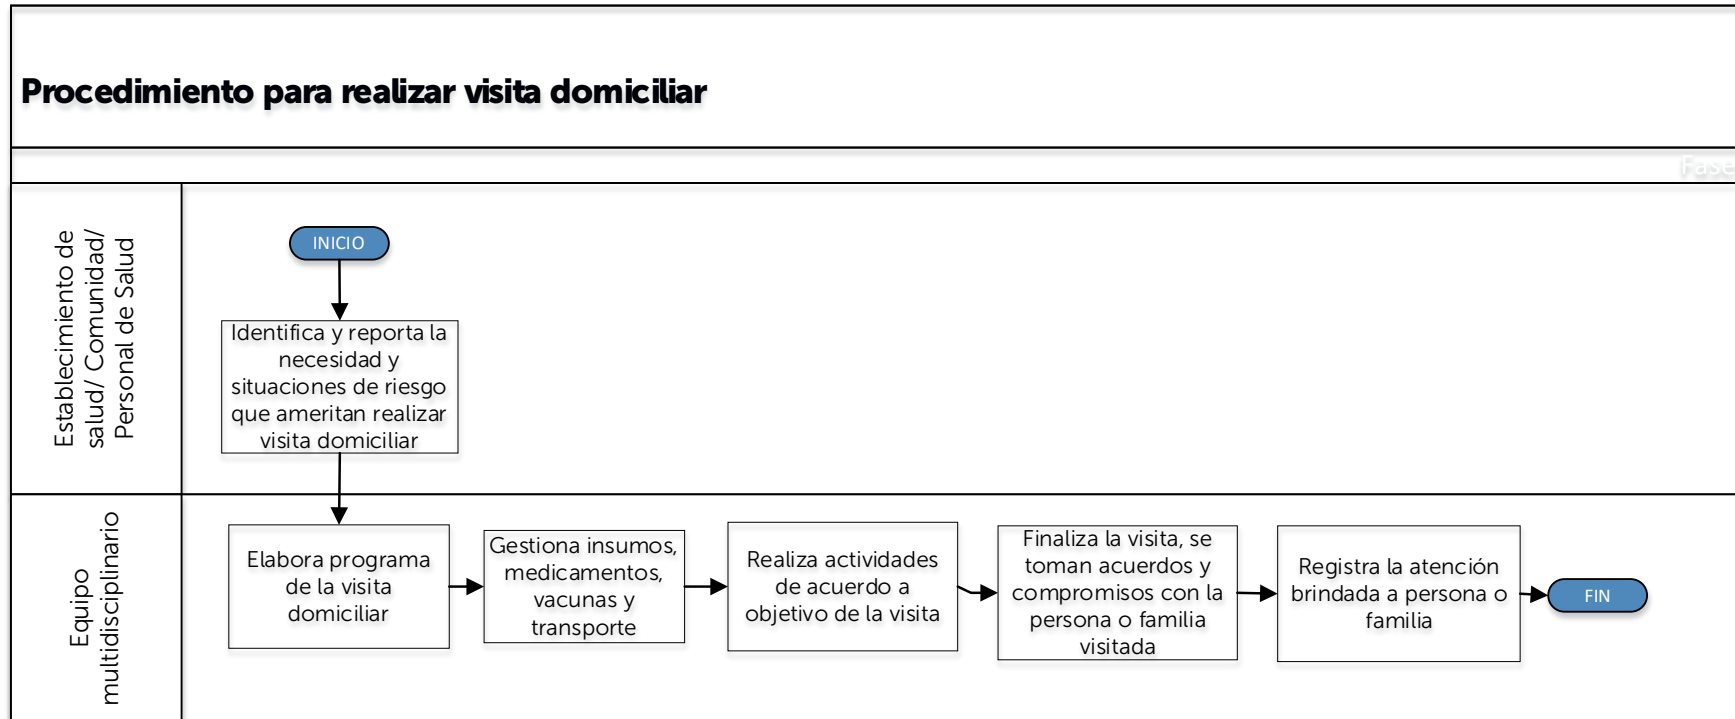 Procedimiento para realizar visita domiciliar
Fase
Establecimiento de
salud/ Comunidad/
Personal de Salud
INICIO
Identifica y reporta la
necesidad y
situaciones de riesgo
que ameritan realizar
visita domiciliar
Equipo
multidisciplinario
Elabora programa
de la visita
domiciliar
Gestiona insumos,
medicamentos,
vacunas y
transporte
Realiza actividades
de acuerdo a
objetivo de la visita
Finaliza la visita, se
toman acuerdos y
compromisos con la
persona o familia
visitada
Registra la atención
brindada a persona o
familia
FIN